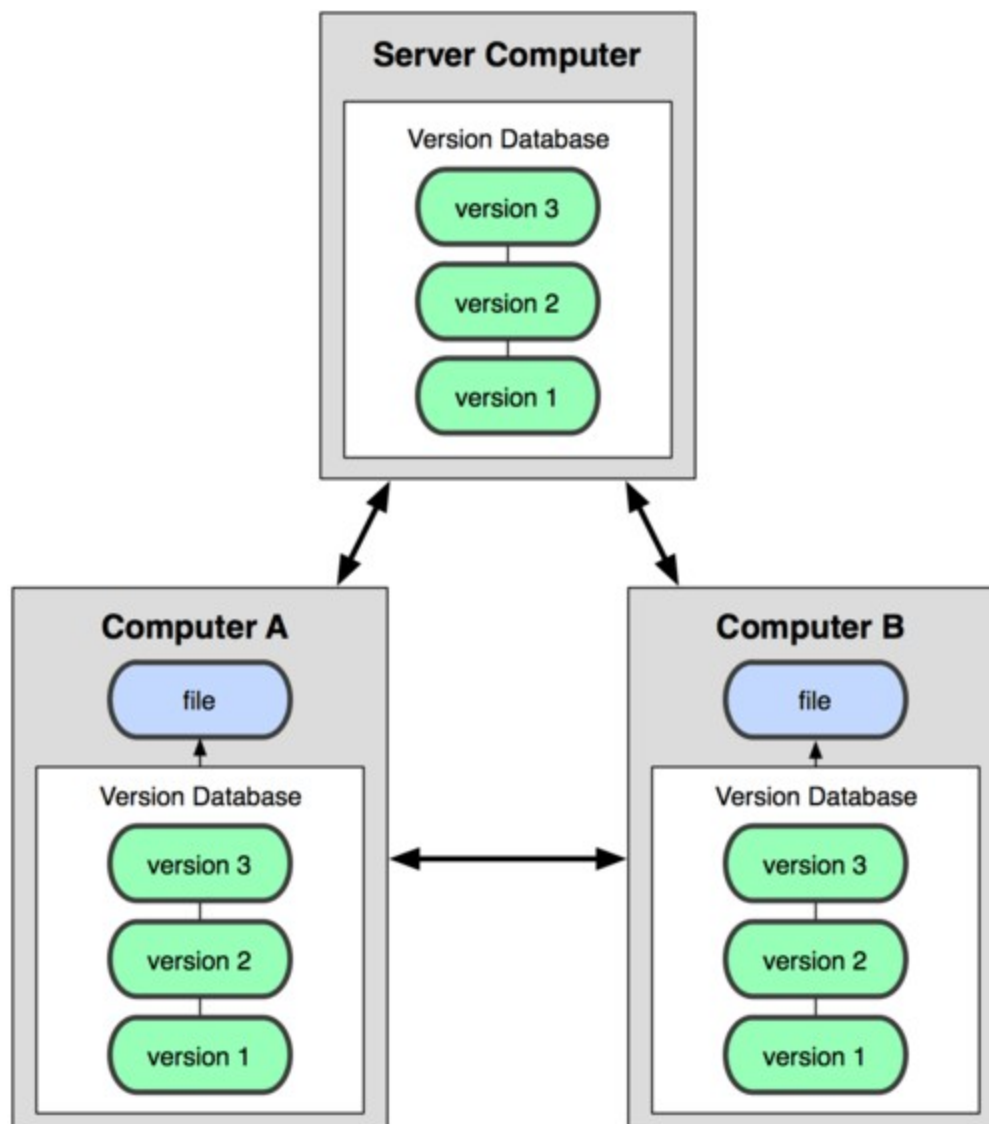 Server Computer
Version Database
version 3
version 2
version 1
Computer A
file
Version Database
version 3
version 2
version 1
Computer B
file
Version Database
version 3
version 2
version 1